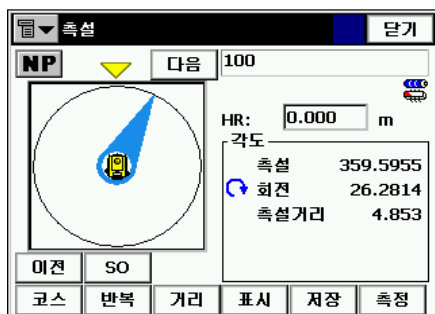 측설 닫기
NP 다음 100
HR: 0.000 m
각도
측설 359.5955
회전 26.2814
측설거리 4.853
이전 SO
코스 반복 거리 표시 저장 측정